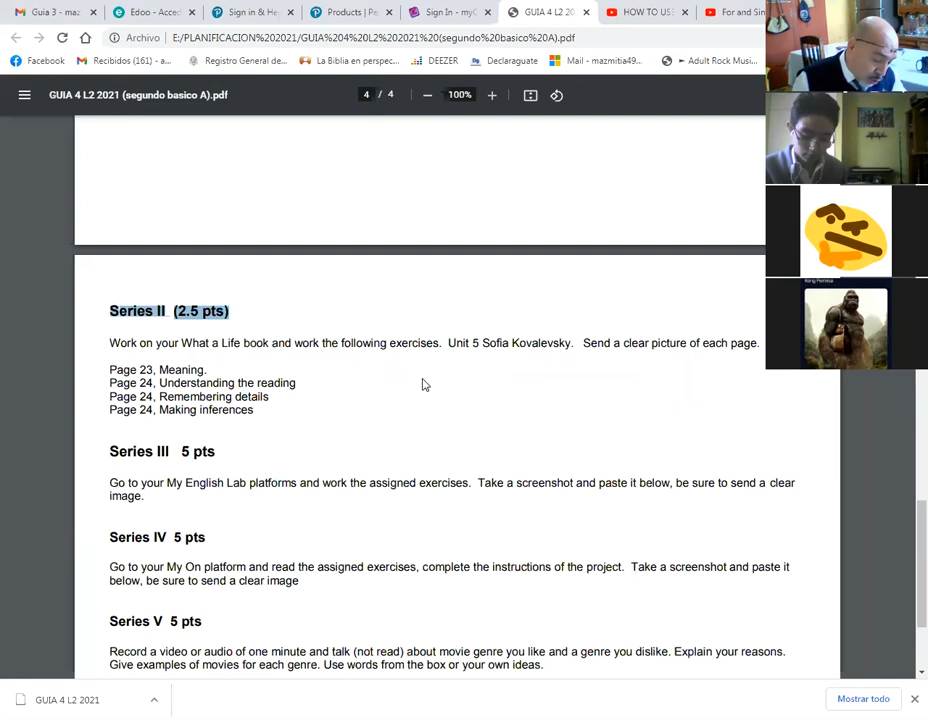 Guia 3 - maz
Edoo - Acce
Sign in & He
Products | Pe
Sign In - myO
GUIA 4 L2 20
HOW TO USE
For and Sin
Archivo | E:/PLANIFICACION%202021/GUIA%204%20L2%202021%20(segundo%20basico%20A).pdf
Facebook
Recibidos (161) - a...
Registro General de...
La Biblia en perspec...
DEEZER
Declaraguate
Mail - mazmitia49...
► Adult Rock Musi...
GUIA 4 L2 2021 (segundo basico A).pdf
4 / 4
100%
Series II (2.5 pts)
Work on your What a Life book and work the following exercises. Unit 5 Sofia Kovalevsky. Send a clear picture of each page.
Page 23, Meaning.
Page 24, Understanding the reading
Page 24, Remembering details
Page 24, Making inferences
Series III 5 pts
Go to your My English Lab platforms and work the assigned exercises. Take a screenshot and paste it below, be sure to send a clear
image.
Series IV 5 pts
Go to your My On platform and read the assigned exercises, complete the instructions of the project. Take a screenshot and paste it
below, be sure to send a clear image
Series V 5 pts
Record a video or audio of one minute and talk (not read) about movie genre you like and a genre you dislike. Explain your reasons.
Give examples of movies for each genre. Use words from the box or your own ideas.
GUIA 4 L2 2021
Mostrar todo